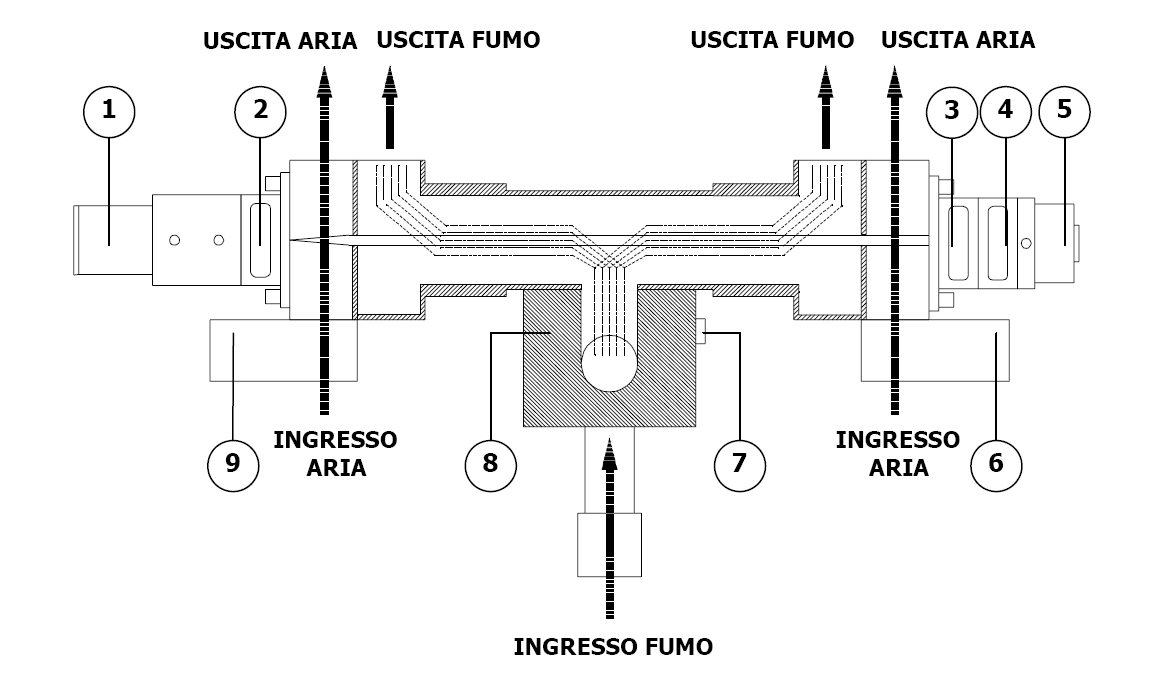 USCITA ARIA USCITA FUMO USCITA FUMO USCITA ARIA
1 2 3 4 5
INGRESSO
ARIA
INGRESSO
ARIA
9 8 7 6
INGRESSO FUMO